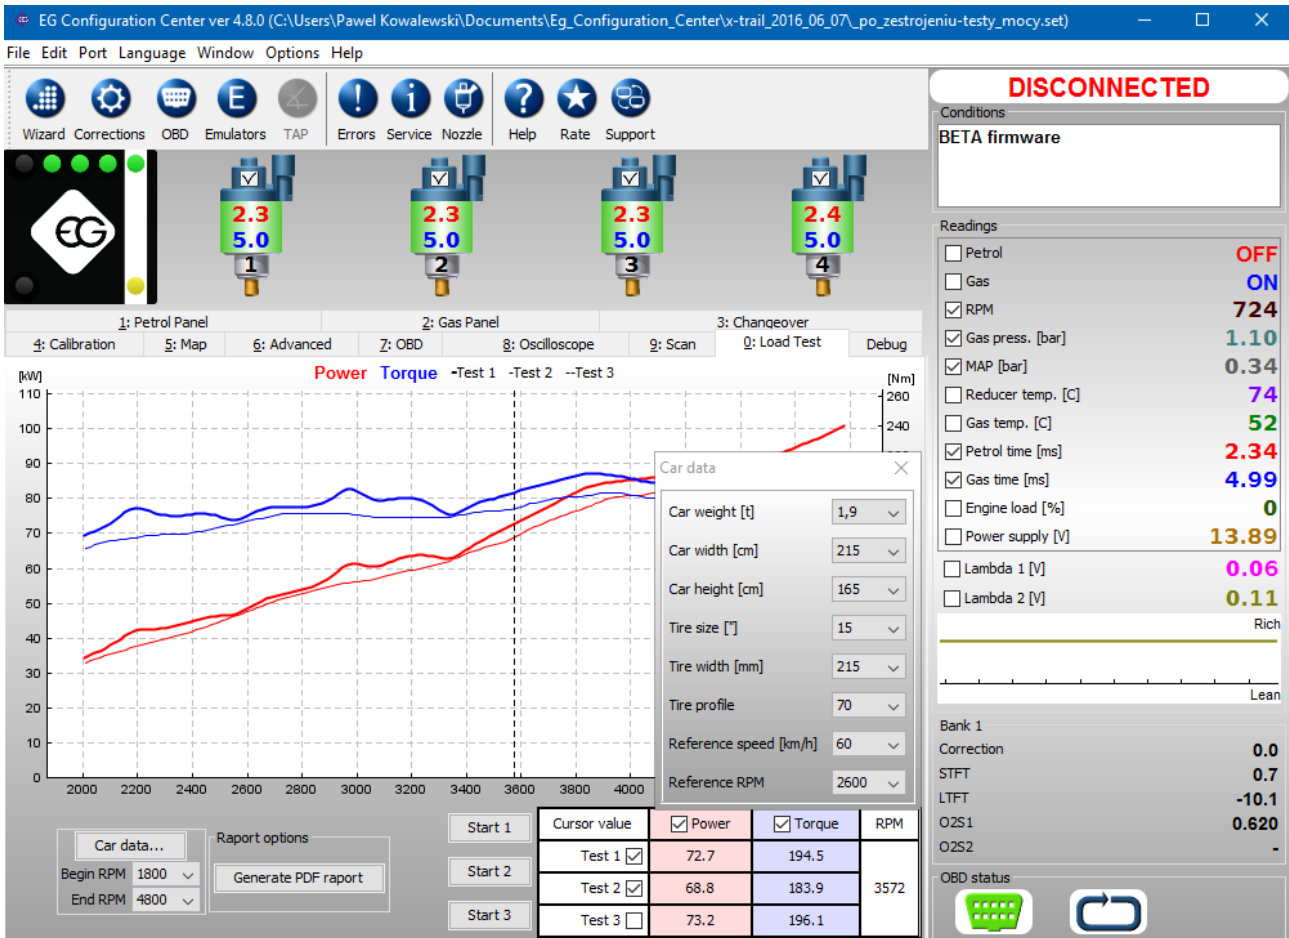 EG Configuration Center ver 4.8.0 (C:\Users\Pawel Kowalewski\Documents\Eg_Configuration_Center\x-trail_2016_06_07\_po_zestrojeniu-testy_mocy.set)
File Edit Port Language Window Options Help
Wizard Corrections OBD Emulators TAP Errors Service Nozzle Help Rate Support
DISCONNECTED
Conditions
BETA firmware
EG
2.3 2.3 2.3 2.4
5.0 5.0 5.0 5.0
1 2 3 4
Readings
Petrol OFF
Gas ON
RPM 724
Gas press. [bar] 1.10
MAP [bar] 0.34
Reducer temp. [C] 74
Gas temp. [C] 52
Petrol time [ms] 2.34
Gas time [ms] 4.99
Engine load [%] 0
Power supply [V] 13.89
Lambda 1 [V] 0.06
Lambda 2 [V] 0.11
Rich
Lean
Bank 1
Correction 0.0
STFT 0.7
LTFT -10.1
O2S1 0.620
O2S2 -
OBD status
1: Petrol Panel 2: Gas Panel 3: Changeover
4: Calibration 5: Map 6: Advanced 7: OBD 8: Oscilloscope 9: Scan 0: Load Test Debug
[kW] Power Torque -Test 1 -Test 2 --Test 3 [Nm]
110 260
100 240
90
80
70
60
50
40
30
20
10
0
2000 2200 2400 2600 2800 3000 3200 3400 3600 3800 4000
Car data
Car weight [t] 1,9
Car width [cm] 215
Car height [cm] 165
Tire size ["] 15
Tire width [mm] 215
Tire profile 70
Reference speed [km/h] 60
Reference RPM 2600
Car data...
Begin RPM 1800
End RPM 4800
Raport options
Generate PDF raport
Start 1
Start 2
Start 3
Cursor value Power Torque RPM
Test 1 72.7 194.5
Test 2 68.8 183.9 3572
Test 3 73.2 196.1